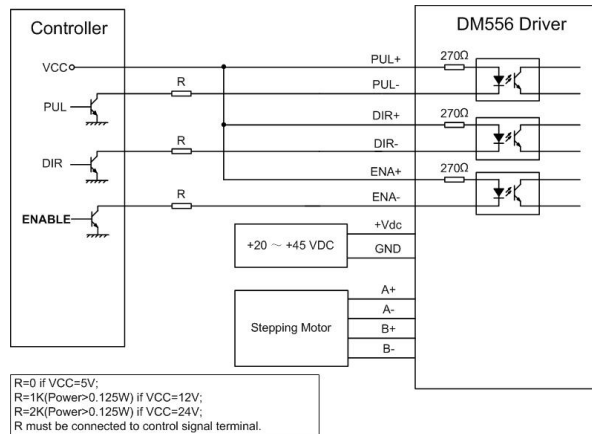 Controller
DM556 Driver
VCC
PUL+
270Ω
R
PUL-
PUL
DIR+
270Ω
R
DIR-
DIR
ENA+
270Ω
R
ENA-
ENABLE
+Vdc
+20 ～ +45 VDC
GND
A+
A-
Stepping Motor
B+
B-
R=0 if VCC=5V;
R=1K(Power>0.125W) if VCC=12V;
R=2K(Power>0.125W) if VCC=24V;
R must be connected to control signal terminal.